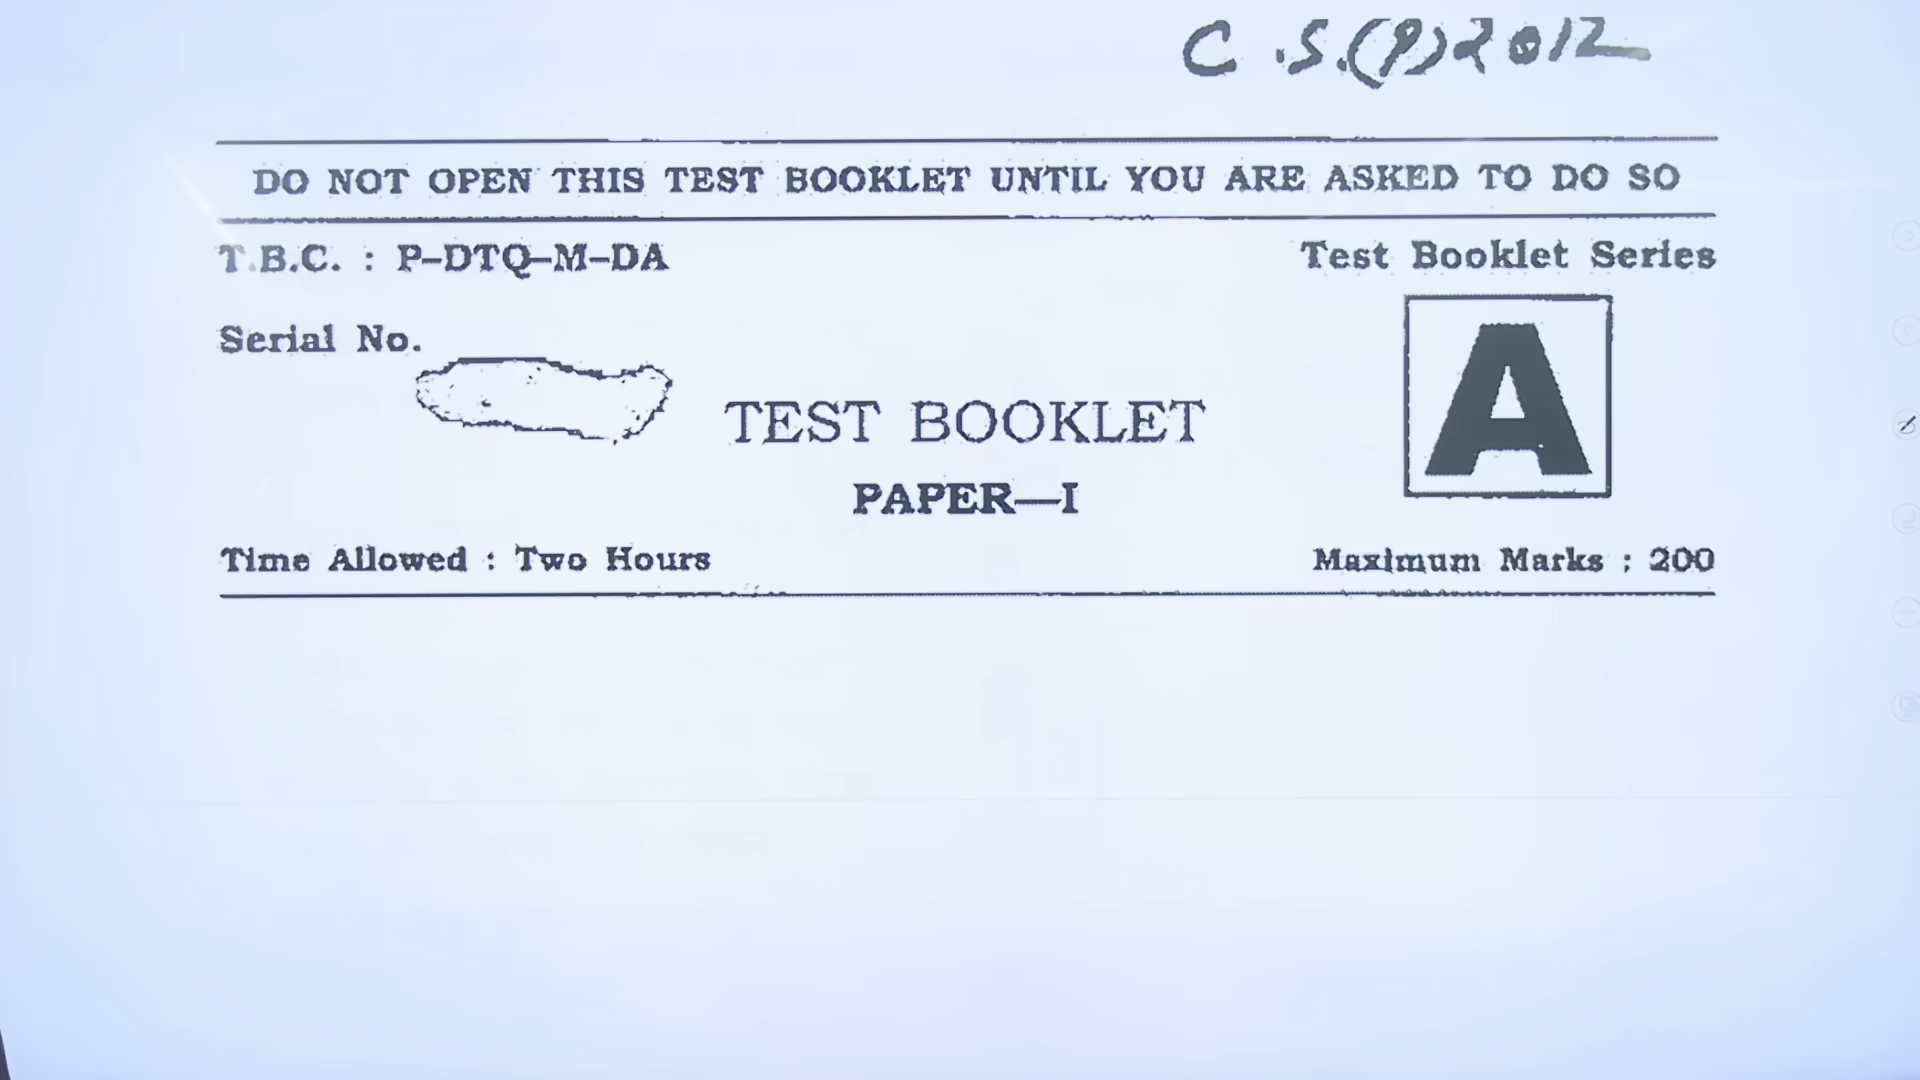 C.S.(P)2012
DO NOT OPEN THIS TEST BOOKLET UNTIL YOU ARE ASKED TO DO SO
T.B.C. : P–DTQ–M–DA
Test Booklet Series
Serial No.
A
TEST BOOKLET
PAPER—I
Time Allowed : Two Hours
Maximum Marks : 200